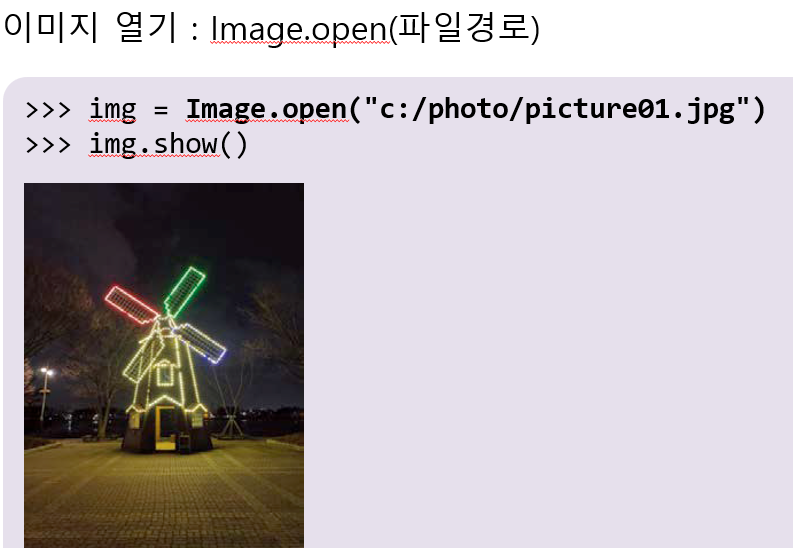 이미지 열기 : Image.open(파일경로)
>>> img = Image.open("c:/photo/picture01.jpg")
>>> img.show()